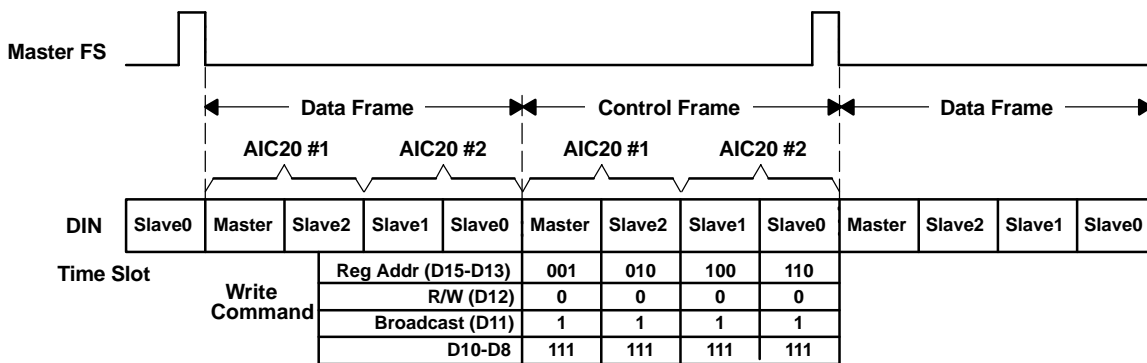 Master FS
Data Frame Control Frame Data Frame
AIC20 #1 AIC20 #2 AIC20 #1 AIC20 #2
DIN Slave0 Master Slave2 Slave1 Slave0 Master Slave2 Slave1 Slave0 Master Slave2 Slave1 Slave0
Time Slot
Write
Command
Reg Addr (D15-D13) 001 010 100 110
R/W (D12) 0 0 0 0
Broadcast (D11) 1 1 1 1
D10-D8 111 111 111 111